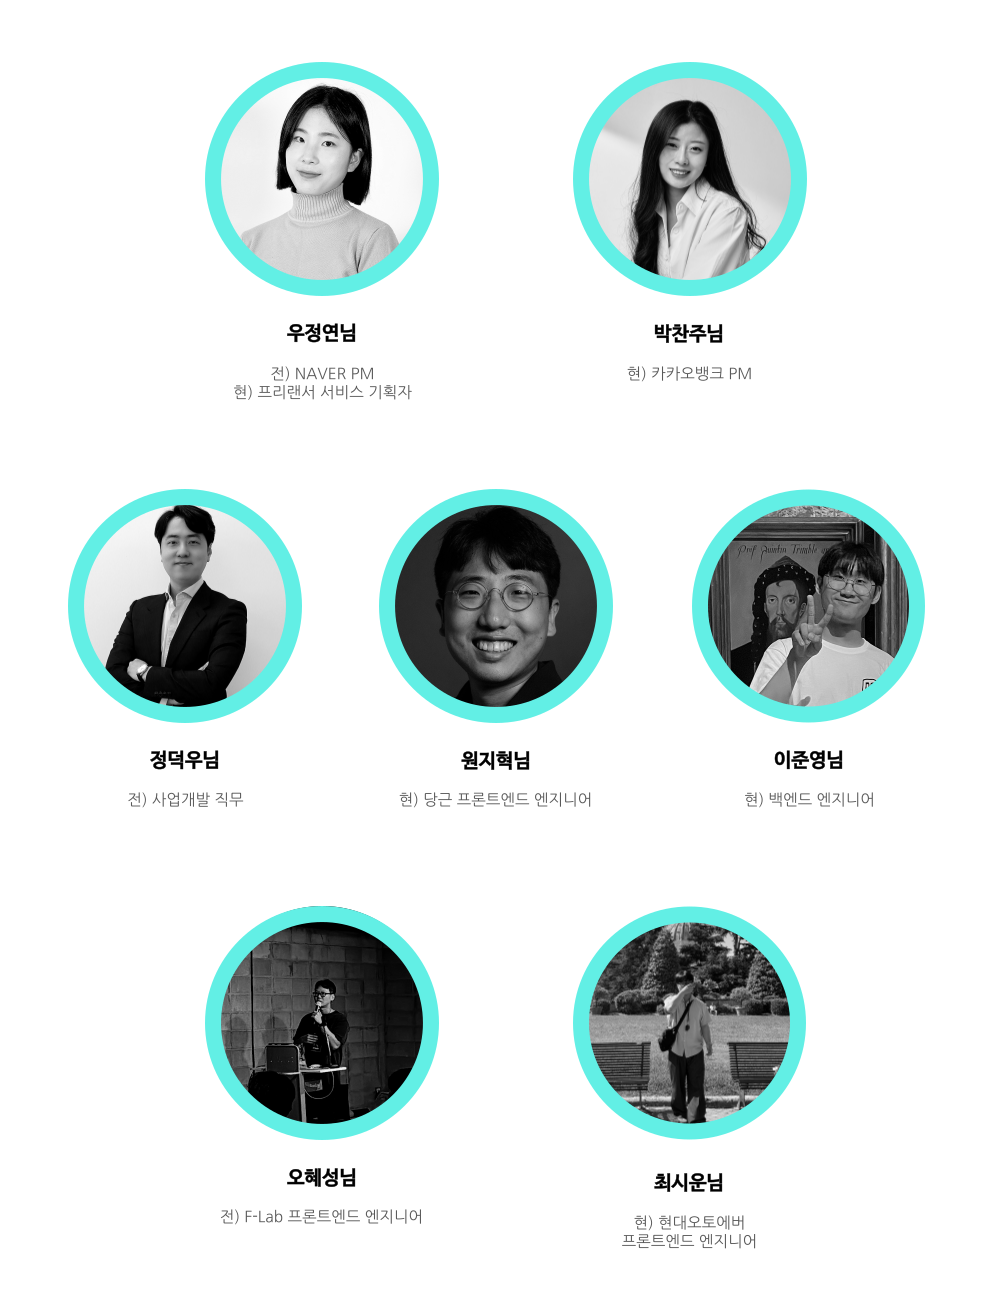 우정연님
전) NAVER PM
현) 프리랜서 서비스 기획자
박찬주님
현) 카카오뱅크 PM
Prof Quintin Trimble
정덕우님
전) 사업개발 직무
원지혁님
현) 당근 프론트엔드 엔지니어
이준영님
현) 백엔드 엔지니어
오혜성님
전) F-Lab 프론트엔드 엔지니어
최시운님
현) 현대오토에버
프론트엔드 엔지니어